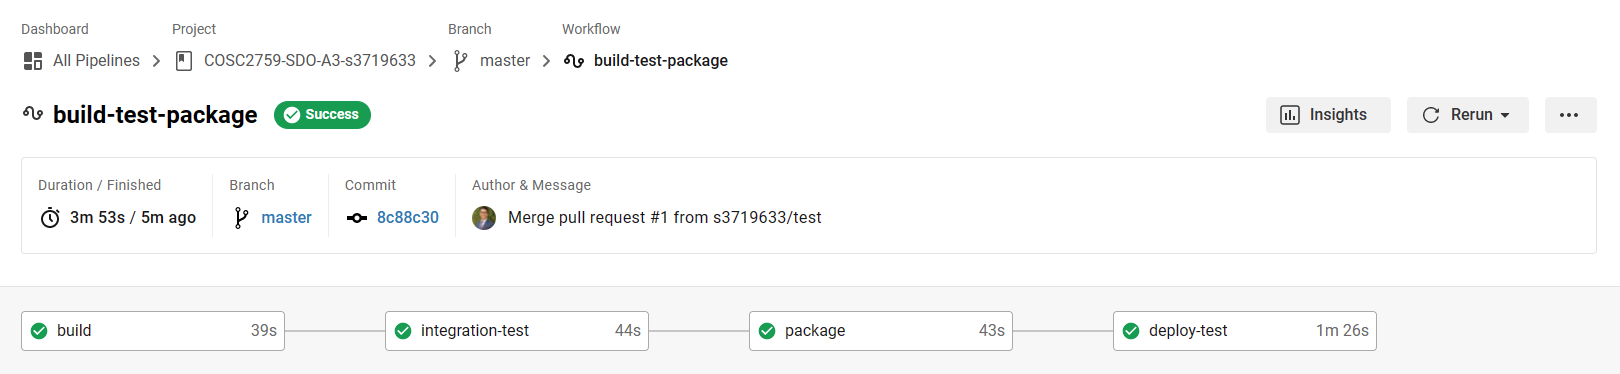 Dashboard Project Branch Workflow
All Pipelines COSC2759-SDO-A3-s3719633 master build-test-package
build-test-package Success Insights Rerun
Duration / Finished Branch Commit Author & Message
3m 53s / 5m ago master 8c88c30 Merge pull request #1 from s3719633/test
build 39s integration-test 44s package 43s deploy-test 1m 26s